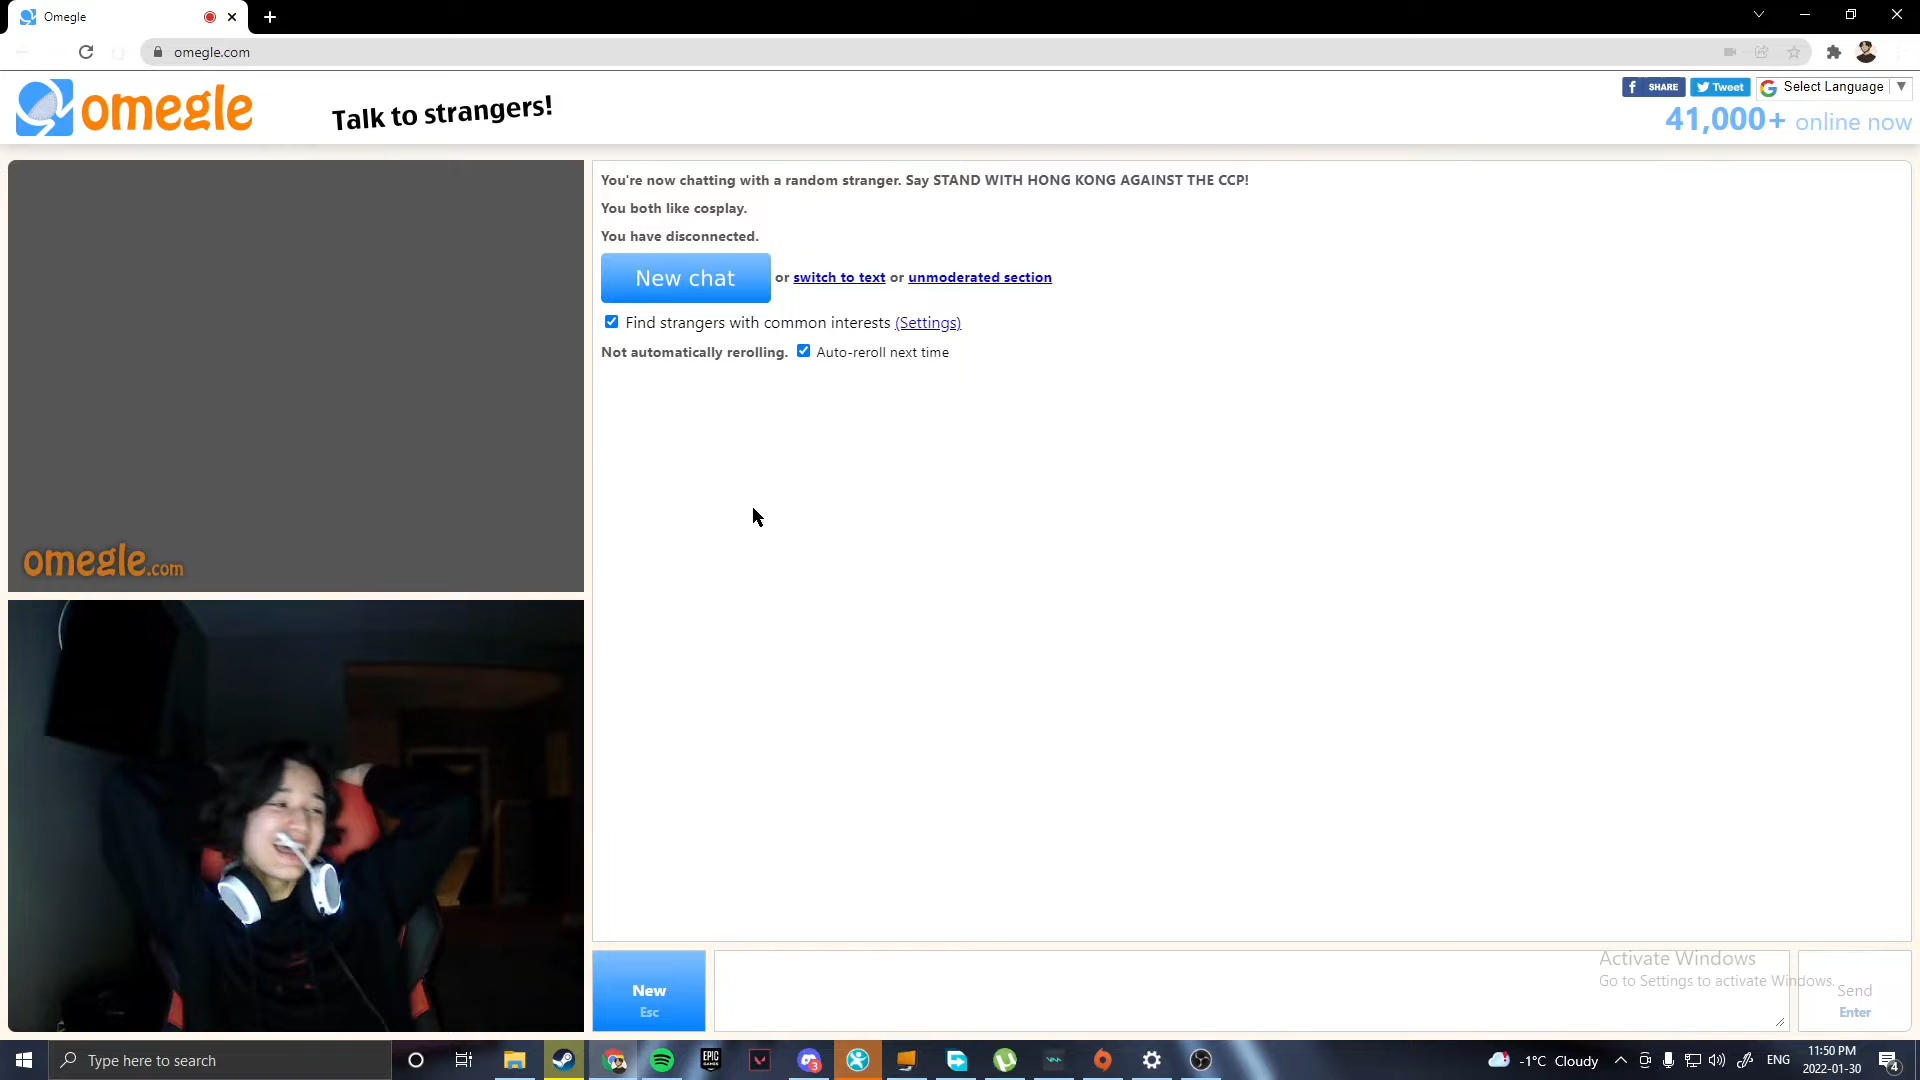 Omegle
omegle.com
omegle
Talk to strangers!
SHARE
Tweet
Select Language
41,000+ online now
You're now chatting with a random stranger. Say STAND WITH HONG KONG AGAINST THE CCP!
You both like cosplay.
You have disconnected.
New chat or switch to text or unmoderated section
Find strangers with common interests (Settings)
Not automatically rerolling. Auto-reroll next time
omegle.com
New
Esc
Activate Windows
Go to Settings to activate Windows.
Send
Enter
Type here to search
EPIC GAMES
3
-1°C Cloudy
ENG
11:50 PM
2022-01-30
4